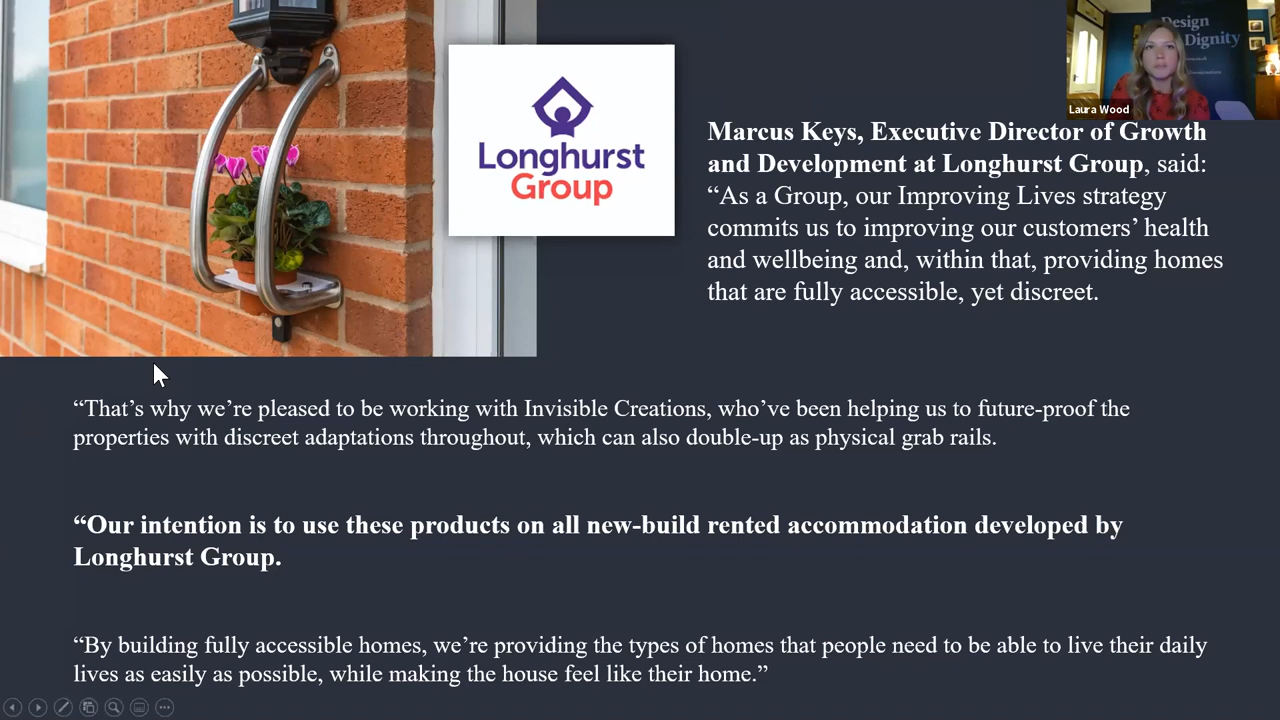 Design
Dignity
Laura Wood
Longhurst
Group
Marcus Keys, Executive Director of Growth
and Development at Longhurst Group, said:
“As a Group, our Improving Lives strategy
commits us to improving our customers’ health
and wellbeing and, within that, providing homes
that are fully accessible, yet discreet.
“That’s why we’re pleased to be working with Invisible Creations, who’ve been helping us to future-proof the
properties with discreet adaptations throughout, which can also double-up as physical grab rails.
“Our intention is to use these products on all new-build rented accommodation developed by
Longhurst Group.
“By building fully accessible homes, we’re providing the types of homes that people need to be able to live their daily
lives as easily as possible, while making the house feel like their home.”